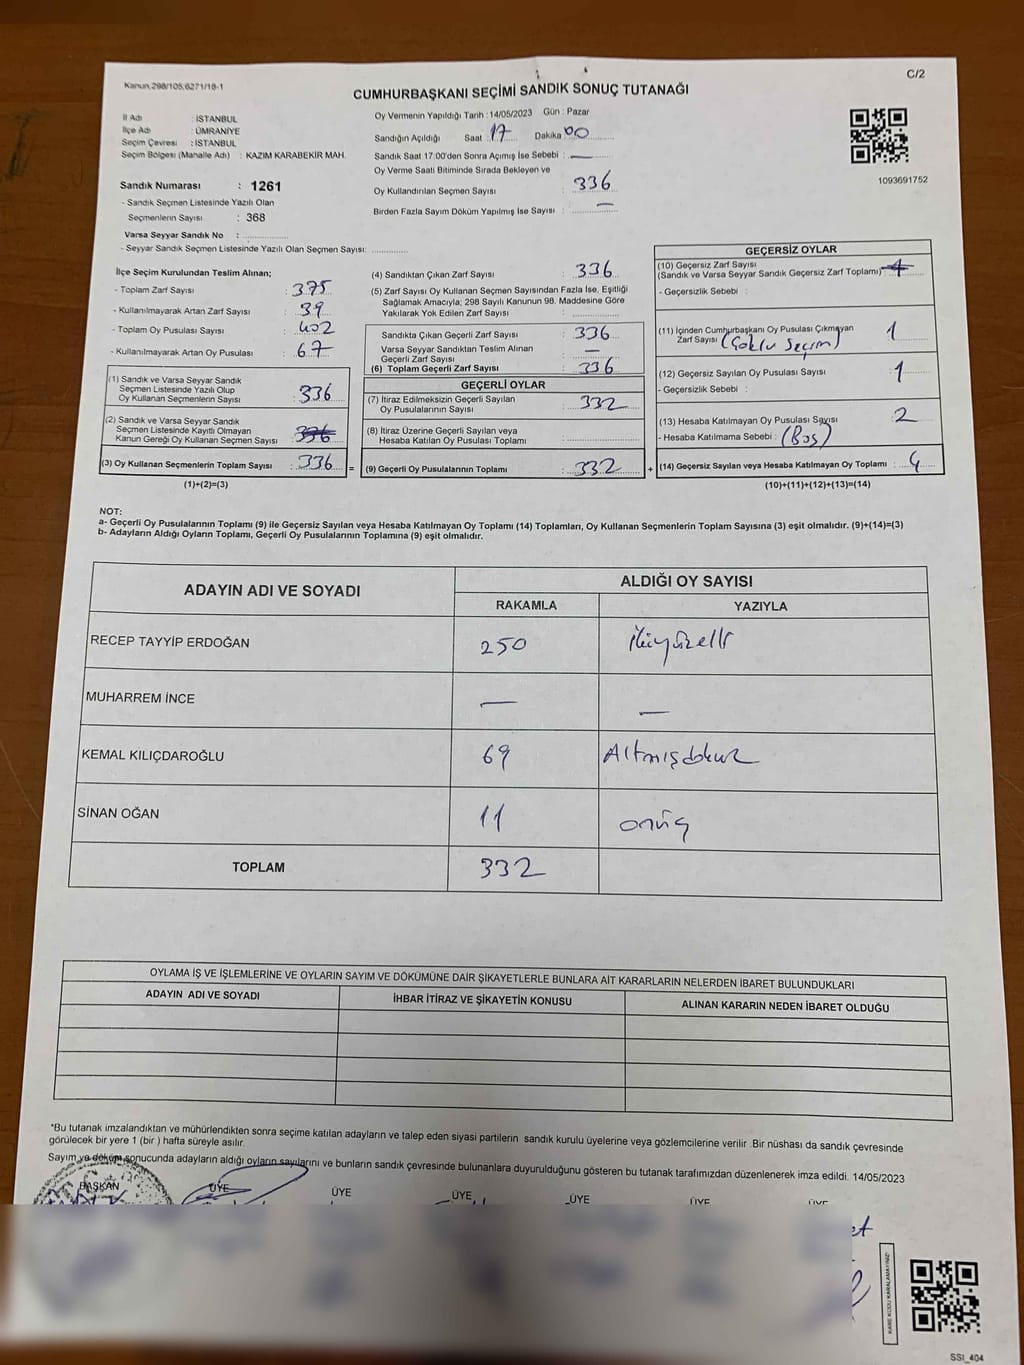 Kanun,298/105,6271/18-1
C/2
CUMHURBAŞKANI SEÇİMİ SANDIK SONUÇ TUTANAĞI
İl Adı : İSTANBUL
İlçe Adı : ÜMRANİYE
Seçim Çevresi : İSTANBUL
Seçim Bölgesi (Mahalle Adı) : KAZIM KARABEKİR MAH.
Sandık Numarası : 1261
- Sandık Seçmen Listesinde Yazılı Olan
Seçmenlerin Sayısı : 368
Varsa Seyyar Sandık No :
- Seyyar Sandık Seçmen Listesinde Yazılı Olan Seçmen Sayısı:
Oy Vermenin Yapıldığı Tarih : 14/05/2023 Gün : Pazar
Sandığın Açıldığı Saat : 17 Dakika 00
Sandık Saat 17:00'den Sonra Açımış İse Sebebi : —
Oy Verme Saati Bitiminde Sırada Bekleyen ve
Oy Kullandırılan Seçmen Sayısı : 336
Birden Fazla Sayım Döküm Yapılmış İse Sayısı : —
1093691752
İlçe Seçim Kurulundan Teslim Alınan;
- Toplam Zarf Sayısı : 375
- Kullanılmayarak Artan Zarf Sayısı : 39
- Toplam Oy Pusulası Sayısı : 402
- Kullanılmayarak Artan Oy Pusulası : 67
(1) Sandık ve Varsa Seyyar Sandık
Seçmen Listesinde Yazılı Olup
Oy Kullanan Seçmenlerin Sayısı : 336
(2) Sandık ve Varsa Seyyar Sandık
Seçmen Listesinde Kayıtlı Olmayan
Kanun Gereği Oy Kullanan Seçmen Sayısı : 336
(3) Oy Kullanan Seçmenlerin Toplam Sayısı : 336 =
(1)+(2)=(3)
(4) Sandıktan Çıkan Zarf Sayısı : 336
(5) Zarf Sayısı Oy Kullanan Seçmen Sayısından Fazla İse, Eşitliği
Sağlamak Amacıyla; 298 Sayılı Kanunun 98. Maddesine Göre
Yakılarak Yok Edilen Zarf Sayısı :
Sandıkta Çıkan Geçerli Zarf Sayısı : 336
Varsa Seyyar Sandıktan Teslim Alınan
Geçerli Zarf Sayısı : —
(6) Toplam Geçerli Zarf Sayısı : 336
GEÇERLİ OYLAR
(7) İtiraz Edilmeksizin Geçerli Sayılan
Oy Pusulalarının Sayısı : 332
(8) İtiraz Üzerine Geçerli Sayılan veya
Hesaba Katılan Oy Pusulası Toplamı :
(9) Geçerli Oy Pusulalarının Toplamı : 332 +
GEÇERSİZ OYLAR
(10) Geçersiz Zarf Sayısı
(Sandık ve Varsa Seyyar Sandık Geçersiz Zarf Toplamı)
- Geçersizlik Sebebi :
(11) İçinden Cumhurbaşkanı Oy Pusulası Çıkmayan
Zarf Sayısı (Çoklu Seçim) : 1
(12) Geçersiz Sayılan Oy Pusulası Sayısı : 1
- Geçersizlik Sebebi :
(13) Hesaba Katılmayan Oy Pusulası Sayısı : 2
- Hesaba Katılmama Sebebi : (Boş)
(14) Geçersiz Sayılan veya Hesaba Katılmayan Oy Toplamı : 4
(10)+(11)+(12)+(13)=(14)
NOT:
a- Geçerli Oy Pusulalarının Toplamı (9) ile Geçersiz Sayılan veya Hesaba Katılmayan Oy Toplamı (14) Toplamları, Oy Kullanan Seçmenlerin Toplam Sayısına (3) eşit olmalıdır. (9)+(14)=(3)
b- Adayların Aldığı Oyların Toplamı, Geçerli Oy Pusulalarının Toplamına (9) eşit olmalıdır.
ADAYIN ADI VE SOYADI
ALDIĞI OY SAYISI
RAKAMLA YAZIYLA
RECEP TAYYİP ERDOĞAN 250 ikiyüzelli
MUHARREM İNCE — —
KEMAL KILIÇDAROĞLU 69 Altmışdokuz
SİNAN OĞAN 11 onüç
TOPLAM 332
OYLAMA İŞ VE İŞLEMLERİNE VE OYLARIN SAYIM VE DÖKÜMÜNE DAİR ŞİKAYETLERLE BUNLARA AİT KARARLARIN NELERDEN İBARET BULUNDUKLARI
ADAYIN ADI VE SOYADI İHBAR İTİRAZ VE ŞİKAYETİN KONUSU ALINAN KARARIN NEDEN İBARET OLDUĞU
*Bu tutanak imzalandıktan ve mühürlendikten sonra seçime katılan adayların ve talep eden siyasi partilerin sandık kurulu üyelerine veya gözlemcilerine verilir .Bir nüshası da sandık çevresinde
görülecek bir yere 1 (bir ) hafta süreyle asılır.
Sayım ve döküm sonucunda adayların aldığı oyların sayılarını ve bunların sandık çevresinde bulunanlara duyurulduğunu gösteren bu tutanak tarafımızdan düzenlenerek imza edildi. 14/05/2023
BAŞKAN ÜYE ÜYE ÜYE ÜYE ÜYE ÜYE
KARE KODU KARALAMAYINIZ!
SSI_404